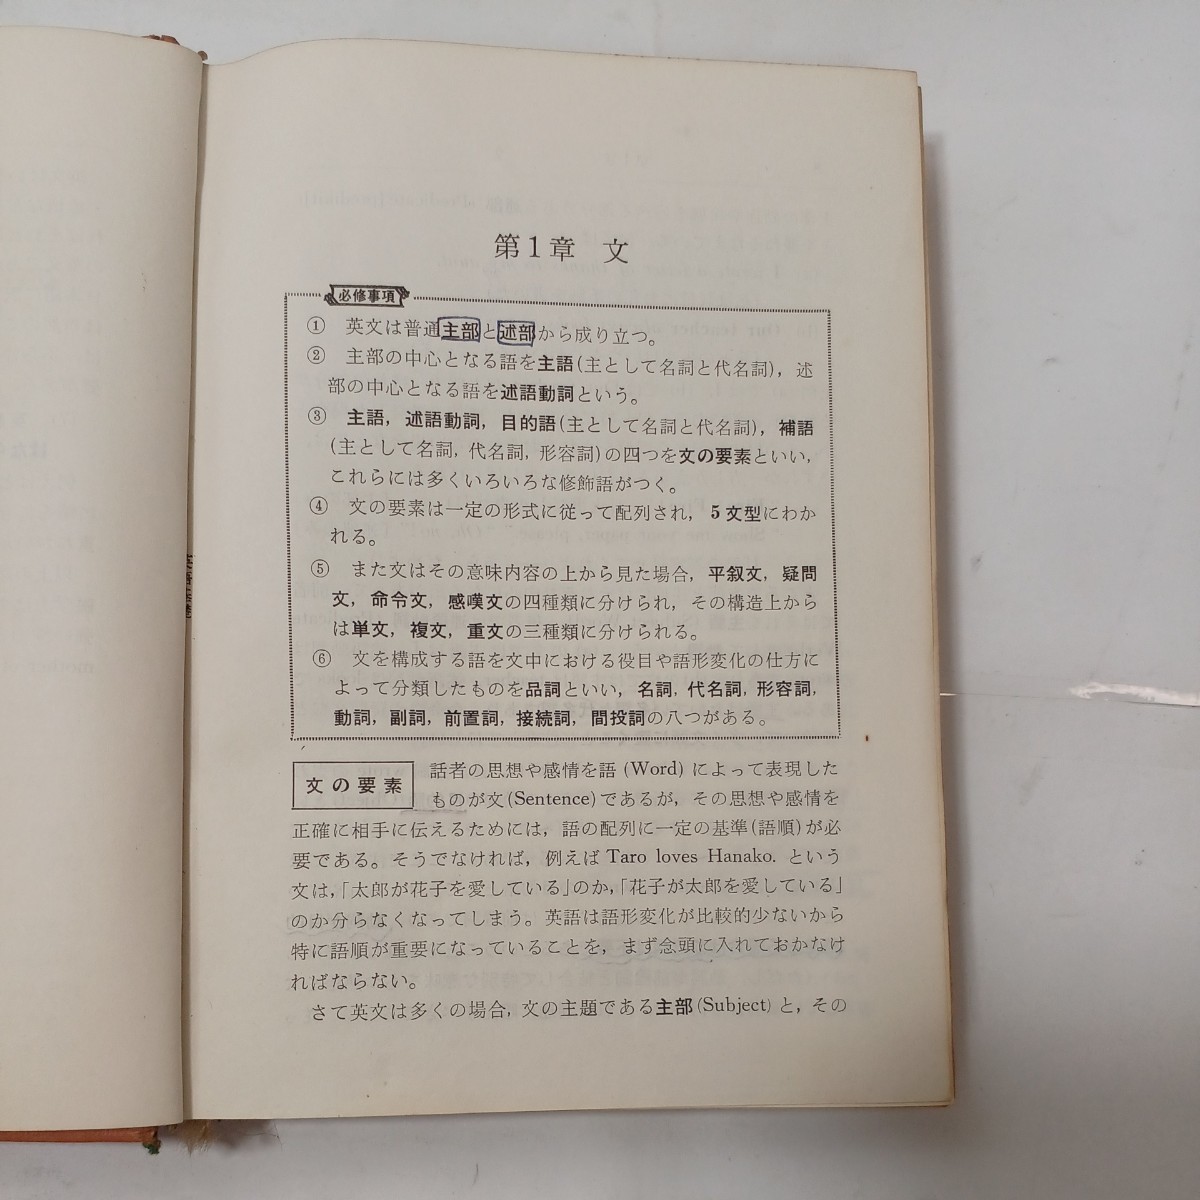 第1章 文
必修事項
① 英文は普通主部と述部から成り立つ。
② 主部の中心となる語を主語(主として名詞と代名詞), 述
部の中心となる語を述語動詞という。
③ 主語, 述語動詞, 目的語(主として名詞と代名詞), 補語
(主として名詞, 代名詞, 形容詞)の四つを文の要素といい,
これらには多くいろいろな修飾語がつく。
④ 文の要素は一定の形式に従って配列され, 5文型にわか
れる。
⑤ また文はその意味内容の上から見た場合, 平叙文, 疑問
文, 命令文, 感嘆文の四種類に分けられ, その構造上から
は単文, 複文, 重文の三種類に分けられる。
⑥ 文を構成する語を文中における役目や語形変化の仕方に
よって分類したものを品詞といい, 名詞, 代名詞, 形容詞,
動詞, 副詞, 前置詞, 接続詞, 間投詞の八つがある。
文の要素
話者の思想や感情を語 (Word) によって表現した
ものが文(Sentence)であるが, その思想や感情を
正確に相手に伝えるためには, 語の配列に一定の基準(語順)が必
要である。そうでなければ, 例えば Taro loves Hanako. という
文は,「太郎が花子を愛している」のか,「花子が太郎を愛している」
のか分らなくなってしまう。英語は語形変化が比較的少ないから
特に語順が重要になっていることを, まず念頭に入れておかなけ
ればならない。
さて英文は多くの場合, 文の主題である主部(Subject)と, その